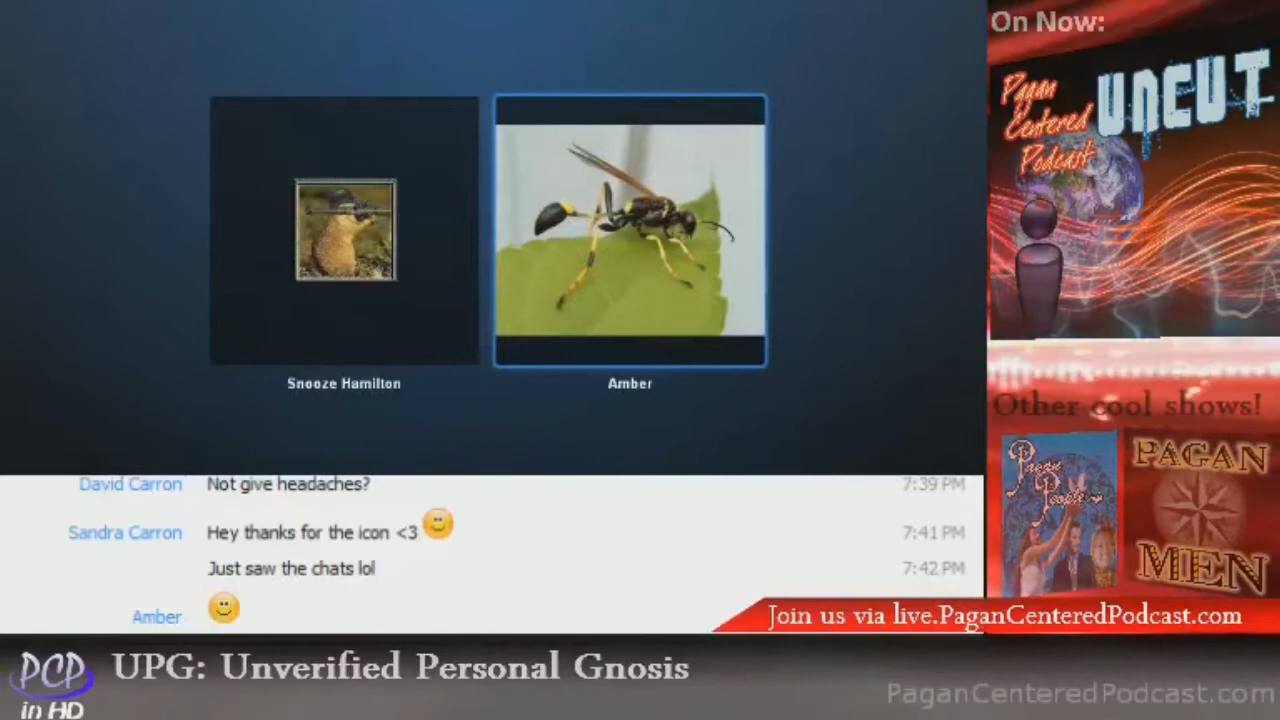 On Now:
Pagan
Centered
Podcast
UNCUT
Snooze Hamilton
Amber
David Carron Not give headaches? 7:39 PM
Sandra Carron Hey thanks for the icon <3 7:41 PM
Just saw the chats lol 7:42 PM
Amber
Other cool shows!
Pagan
People
PAGAN
MEN
Join us via live.PaganCenteredPodcast.com
PCP
in HD
UPG: Unverified Personal Gnosis
PaganCenteredPodcast.com